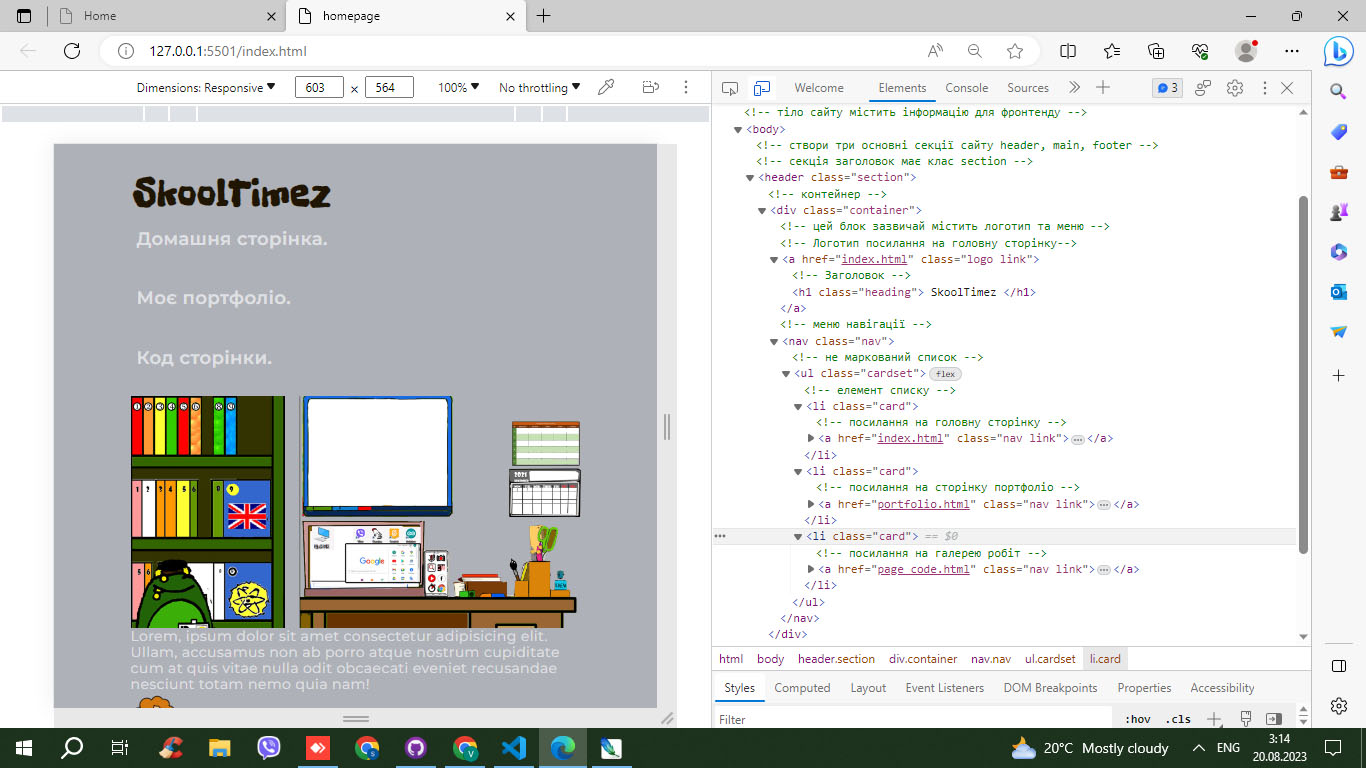 Home
homepage
127.0.0.1:5501/index.html
Dimensions: Responsive
603
×
564
100%
No throttling
Welcome
Elements
Console
Sources
3
SkoolTimez
Домашня сторінка.
Моє портфоліо.
Код сторінки.
2021
Google
Lorem, ipsum dolor sit amet consectetur adipisicing elit.
Ullam, accusamus non ab porro atque nostrum cupiditate
cum at quis vitae nulla odit obcaecati eveniet recusandae
nesciunt totam nemo quia nam!
<!-- тіло сайту містить інформацію для фронтенду -->
<body>
<!-- створи три основні секції сайту header, main, footer -->
<!-- секція заголовок має клас section -->
<header class="section">
<!-- контейнер -->
<div class="container">
<!-- цей блок зазвичай містить логотип та меню -->
<!-- Логотип посилання на головну сторінку-->
<a href="index.html" class="logo link">
<!-- Заголовок -->
<h1 class="heading"> SkoolTimez </h1>
</a>
<!-- меню навігації -->
<nav class="nav">
<!-- не маркований список -->
<ul class="cardset"> flex
<!-- елемент списку -->
<li class="card">
<!-- посилання на головну сторінку -->
<a href="index.html" class="nav link">…</a>
</li>
<li class="card">
<!-- посилання на сторінку портфоліо -->
<a href="portfolio.html" class="nav link">…</a>
</li>
<li class="card"> == $0
<!-- посилання на галерею робіт -->
<a href="page_code.html" class="nav link">…</a>
</li>
</ul>
</nav>
</div>
html body header.section div.container nav.nav ul.cardset li.card
Styles Computed Layout Event Listeners DOM Breakpoints Properties Accessibility
Filter
:hov .cls
20°C Mostly cloudy
ENG
3:14
20.08.2023